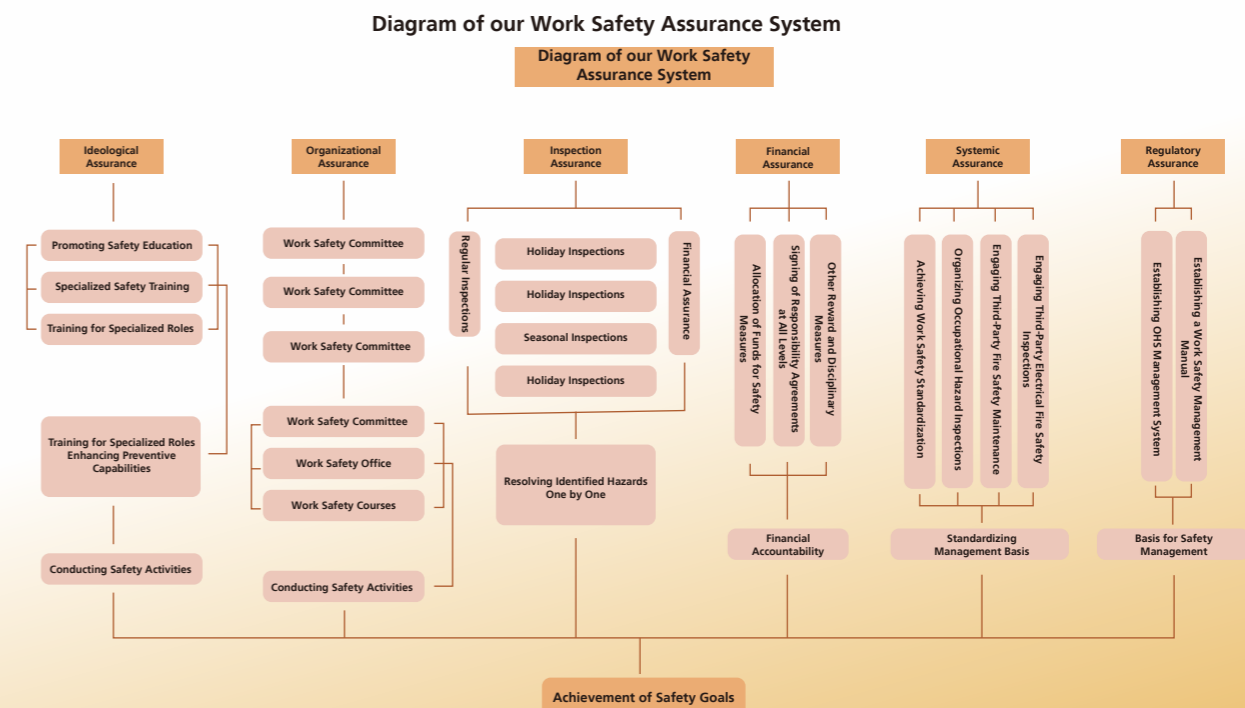 Diagram of our Work Safety Assurance System
Diagram of our Work Safety
Assurance System
Ideological
Assurance
Promoting Safety Education
Specialized Safety Training
Training for Specialized Roles
Training for Specialized Roles
Enhancing Preventive
Capabilities
Conducting Safety Activities
Organizational
Assurance
Work Safety Committee
Work Safety Committee
Work Safety Committee
Work Safety Committee
Work Safety Office
Work Safety Courses
Conducting Safety Activities
Inspection
Assurance
Regular Inspections
Holiday Inspections
Holiday Inspections
Seasonal Inspections
Holiday Inspections
Financial Assurance
Resolving Identified Hazards
One by One
Financial
Assurance
Allocation of Funds for Safety
Measures
Signing of Responsibility Agreements
at All Levels
Other Reward and Disciplinary
Measures
Financial
Accountability
Systemic
Assurance
Achieving Work Safety Standardization
Organizing Occupational Hazard Inspections
Engaging Third-Party Fire Safety Maintenance
Engaging Third-Party Electrical Fire Safety
Inspections
Standardizing
Management Basis
Regulatory
Assurance
Establishing OHS Management System
Establishing a Work Safety Management
Manual
Basis for Safety
Management
Achievement of Safety Goals